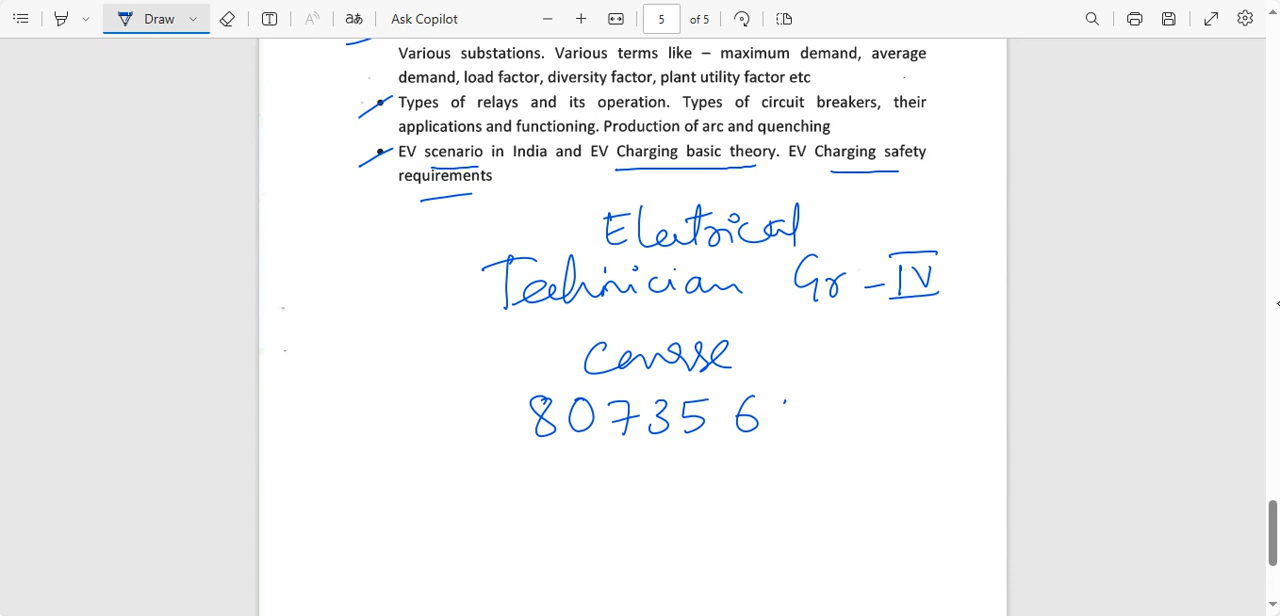 Draw
Ask Copilot
5 of 5
Various substations. Various terms like – maximum demand, average
demand, load factor, diversity factor, plant utility factor etc
• Types of relays and its operation. Types of circuit breakers, their
applications and functioning. Production of arc and quenching
• EV scenario in India and EV Charging basic theory. EV Charging safety
requirements
Electrical
Technician Gr - IV
Course
807356